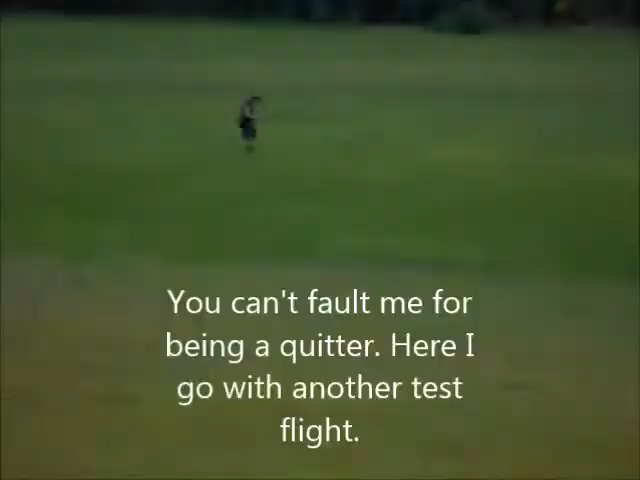 You can't fault me for
being a quitter. Here I
go with another test
flight.